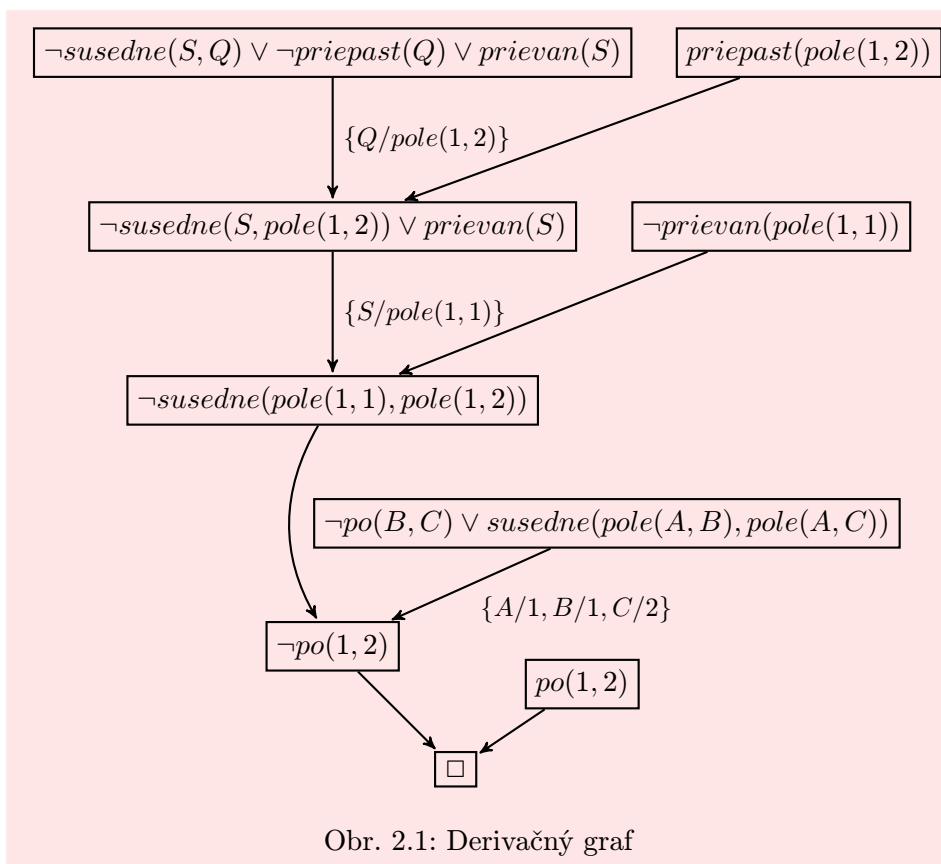 ¬susedne(S, Q) ∨ ¬priepast(Q) ∨ prievan(S)
priepast(pole(1, 2))
{Q/pole(1, 2)}
¬susedne(S, pole(1, 2)) ∨ prievan(S)
¬prievan(pole(1, 1))
{S/pole(1, 1)}
¬susedne(pole(1, 1), pole(1, 2))
¬po(B, C) ∨ susedne(pole(A, B), pole(A, C))
{A/1, B/1, C/2}
¬po(1, 2)
po(1, 2)
□
Obr. 2.1: Derivačný graf